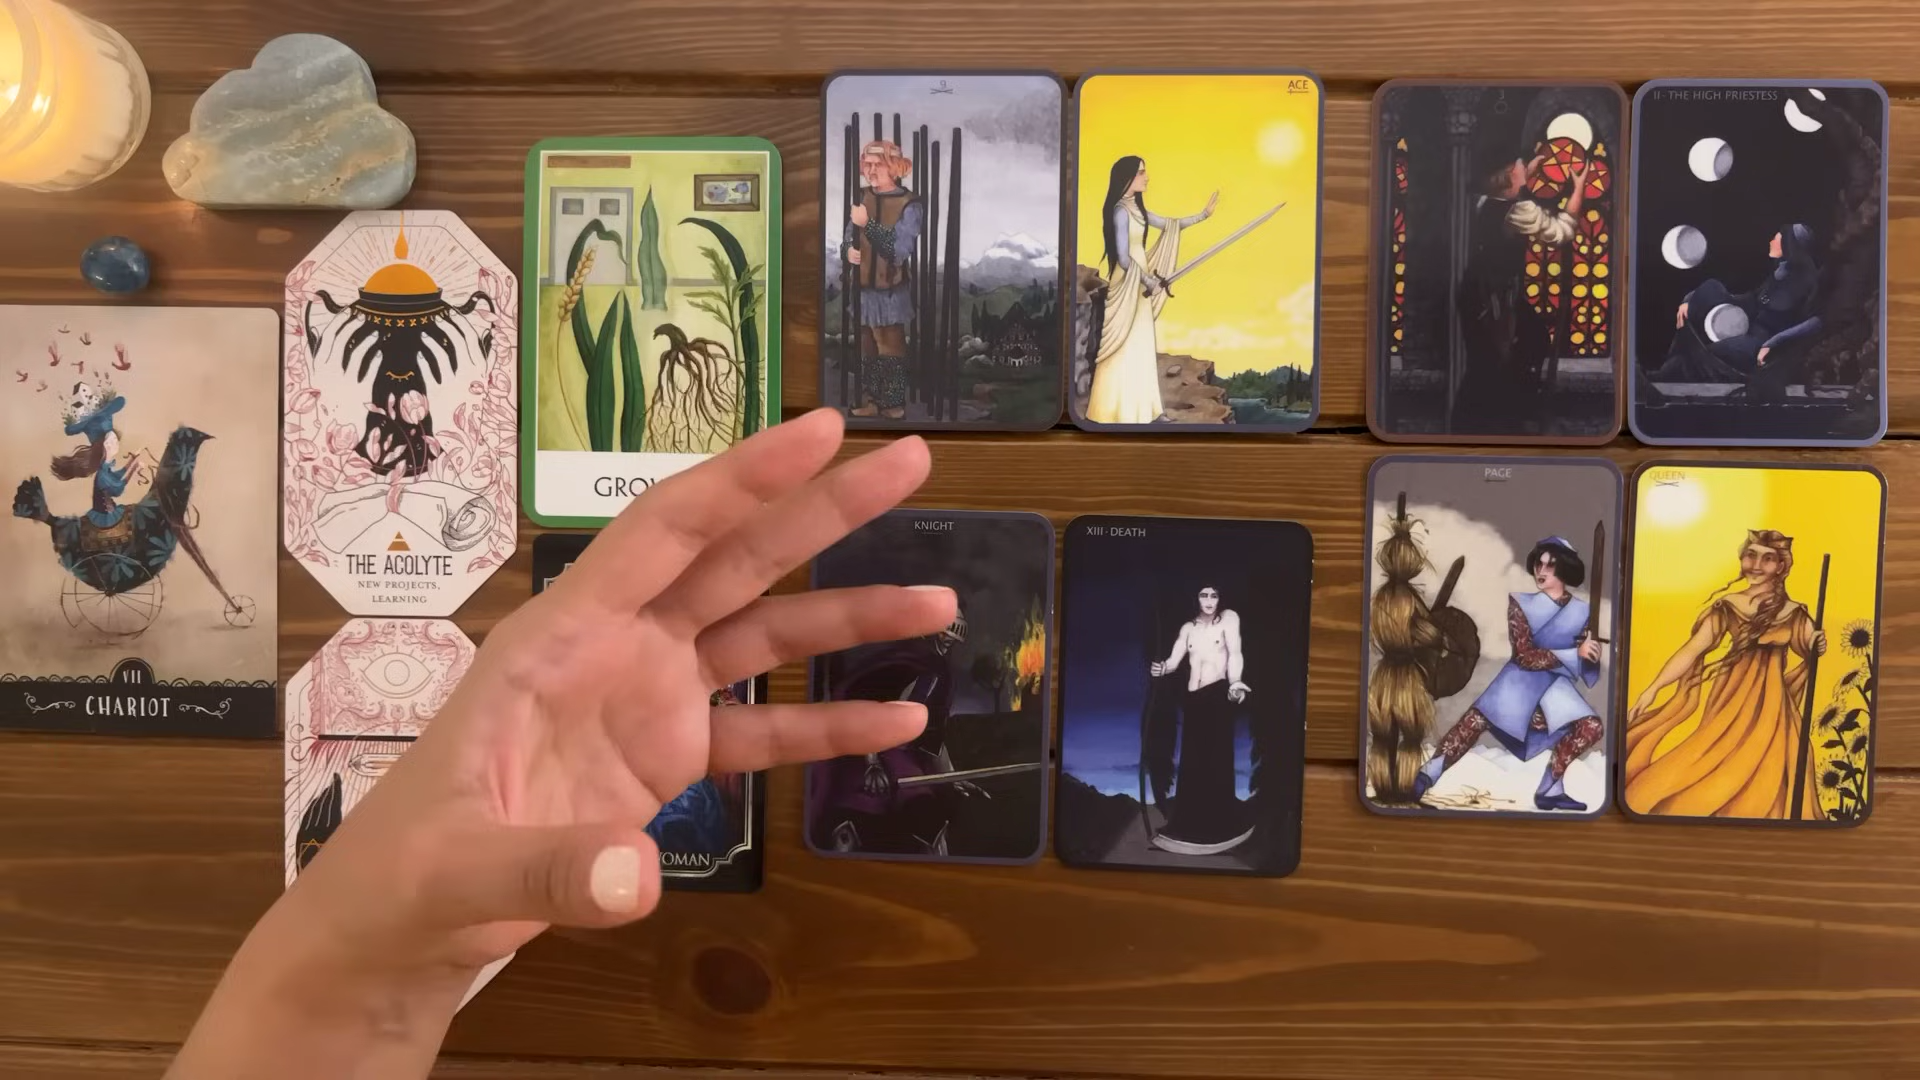 VII
CHARIOT
THE ACOLYTE
NEW PROJECTS,
LEARNING
9
ACE
3
II - THE HIGH PRIESTESS
KNIGHT
XIII - DEATH
PAGE
QUEEN